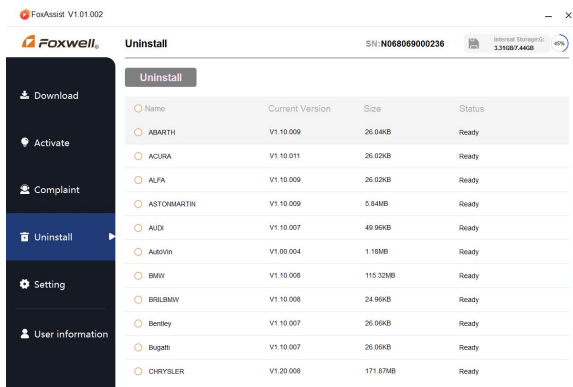 FoxAssist V1.01.002
Foxwell®
Uninstall
SN:N068069000236
Internal Storage:G:
3.31GB/7.44GB
45%
Download
Activate
Complaint
Uninstall
Setting
User information
Uninstall
Name Current Version Size Status
ABARTH V1.10.009 26.04KB Ready
ACURA V1.10.011 26.02KB Ready
ALFA V1.10.009 26.02KB Ready
ASTONMARTIN V1.10.009 5.84MB Ready
AUDI V1.10.007 49.96KB Ready
AutoVin V1.00.004 1.18MB Ready
BMW V1.10.008 115.32MB Ready
BRILBMW V1.10.008 24.96KB Ready
Bentley V1.10.007 26.06KB Ready
Bugatti V1.10.007 26.06KB Ready
CHRYSLER V1.20.008 171.87MB Ready